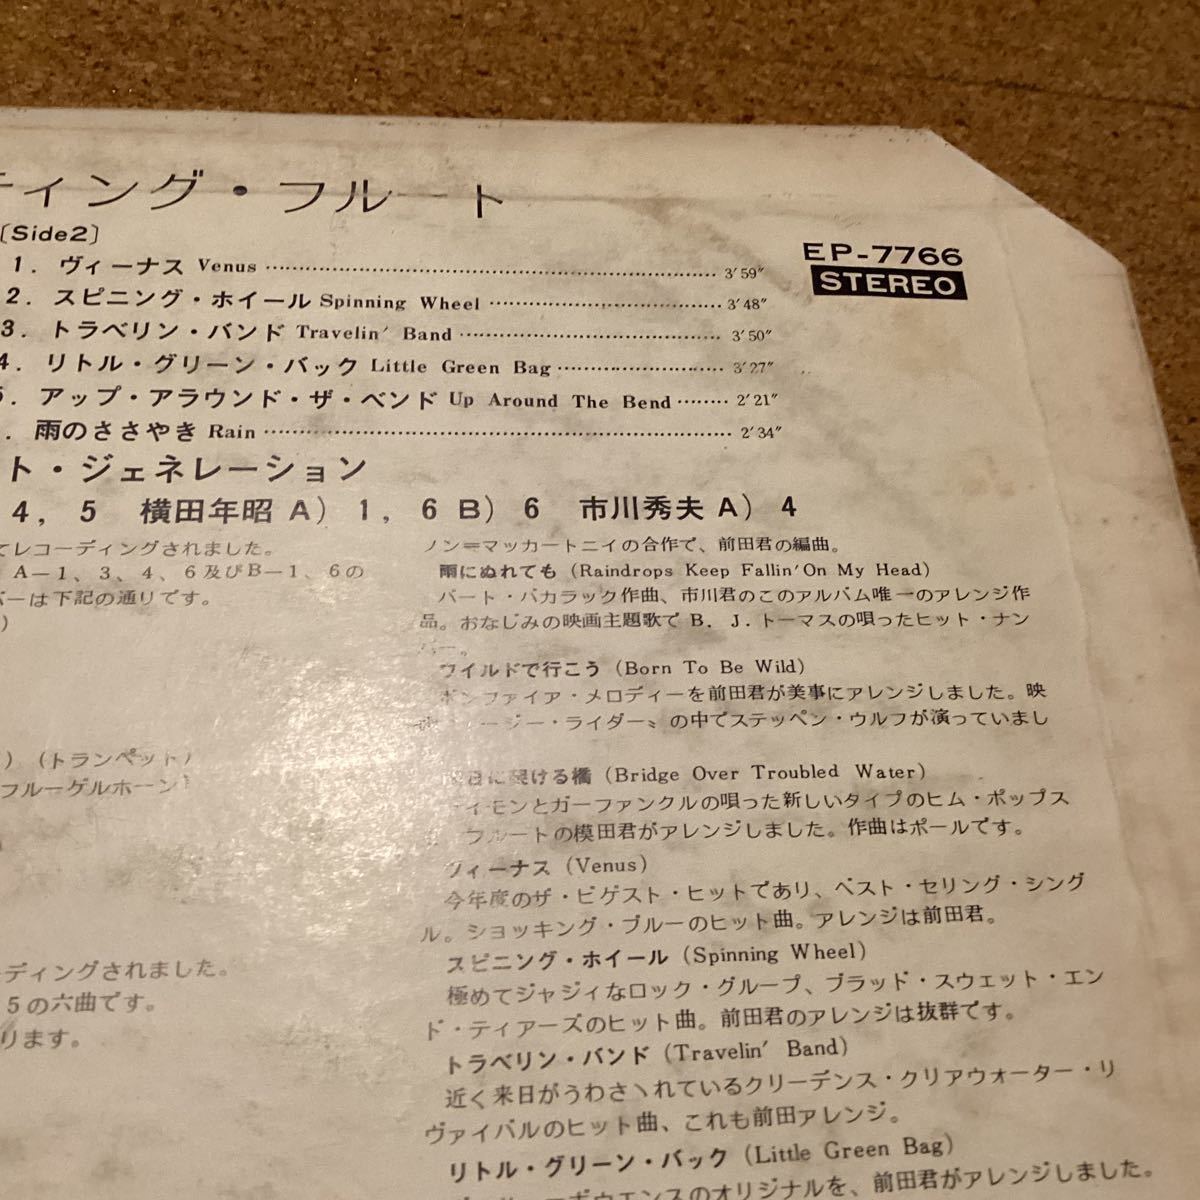 ティング・フルート
〔Side2〕
EP-7766
STEREO
1. ヴィーナス Venus 3′59″
2. スピニング・ホイール Spinning Wheel 3′48″
3. トラベリン・バンド Travelin' Band 3′50″
4. リトル・グリーン・バック Little Green Bag 3′27″
5. アップ・アラウンド・ザ・ベンド Up Around The Bend 2′21″
. 雨のささやき Rain 2′34″
ト・ジェネレーション
4, 5 横田年昭 A) 1, 6 B) 6 市川秀夫 A) 4
てレコーディングされました。
A—1、3、4、6及びB—1、6の
バーは下記の通りです。
)
) (トランペット)
フルーゲルホーン
ーディングされました。
5の六曲です。
ります。
ノン=マッカートニイの合作で、前田君の編曲。
雨にぬれても (Raindrops Keep Fallin' On My Head)
バート・バカラック作曲、市川君のこのアルバム唯一のアレンジ作
品。おなじみの映画主題歌で B. J. トーマスの唄ったヒット・ナン
バー。
ワイルドで行こう (Born To Be Wild)
ボンファイア・メロディーを前田君が美事にアレンジしました。映
ージー・ライダー〟の中でステッペン・ウルフが演っていまし
に架ける橋 (Bridge Over Troubled Water)
イモンとガーファンクルの唄った新しいタイプのヒム・ポップス
フルートの横田君がアレンジしました。作曲はポールです。
ヴィーナス (Venus)
今年度のザ・ビゲスト・ヒットであり、ベスト・セリング・シング
ル。ショッキング・ブルーのヒット曲。アレンジは前田君。
スピニング・ホイール (Spinning Wheel)
極めてジャジィなロック・グループ、ブラッド・スウェット・エン
ド・ティアーズのヒット曲。前田君のアレンジは抜群です。
トラベリン・バンド (Travelin' Band)
近く来日がうわさヽれているクリーデンス・クリアウォーター・リ
ヴァイバルのヒット曲、これも前田アレンジ。
リトル・グリーン・バック (Little Green Bag)
ーボウエンスのオリジナルを、前田君がアレンジしました。